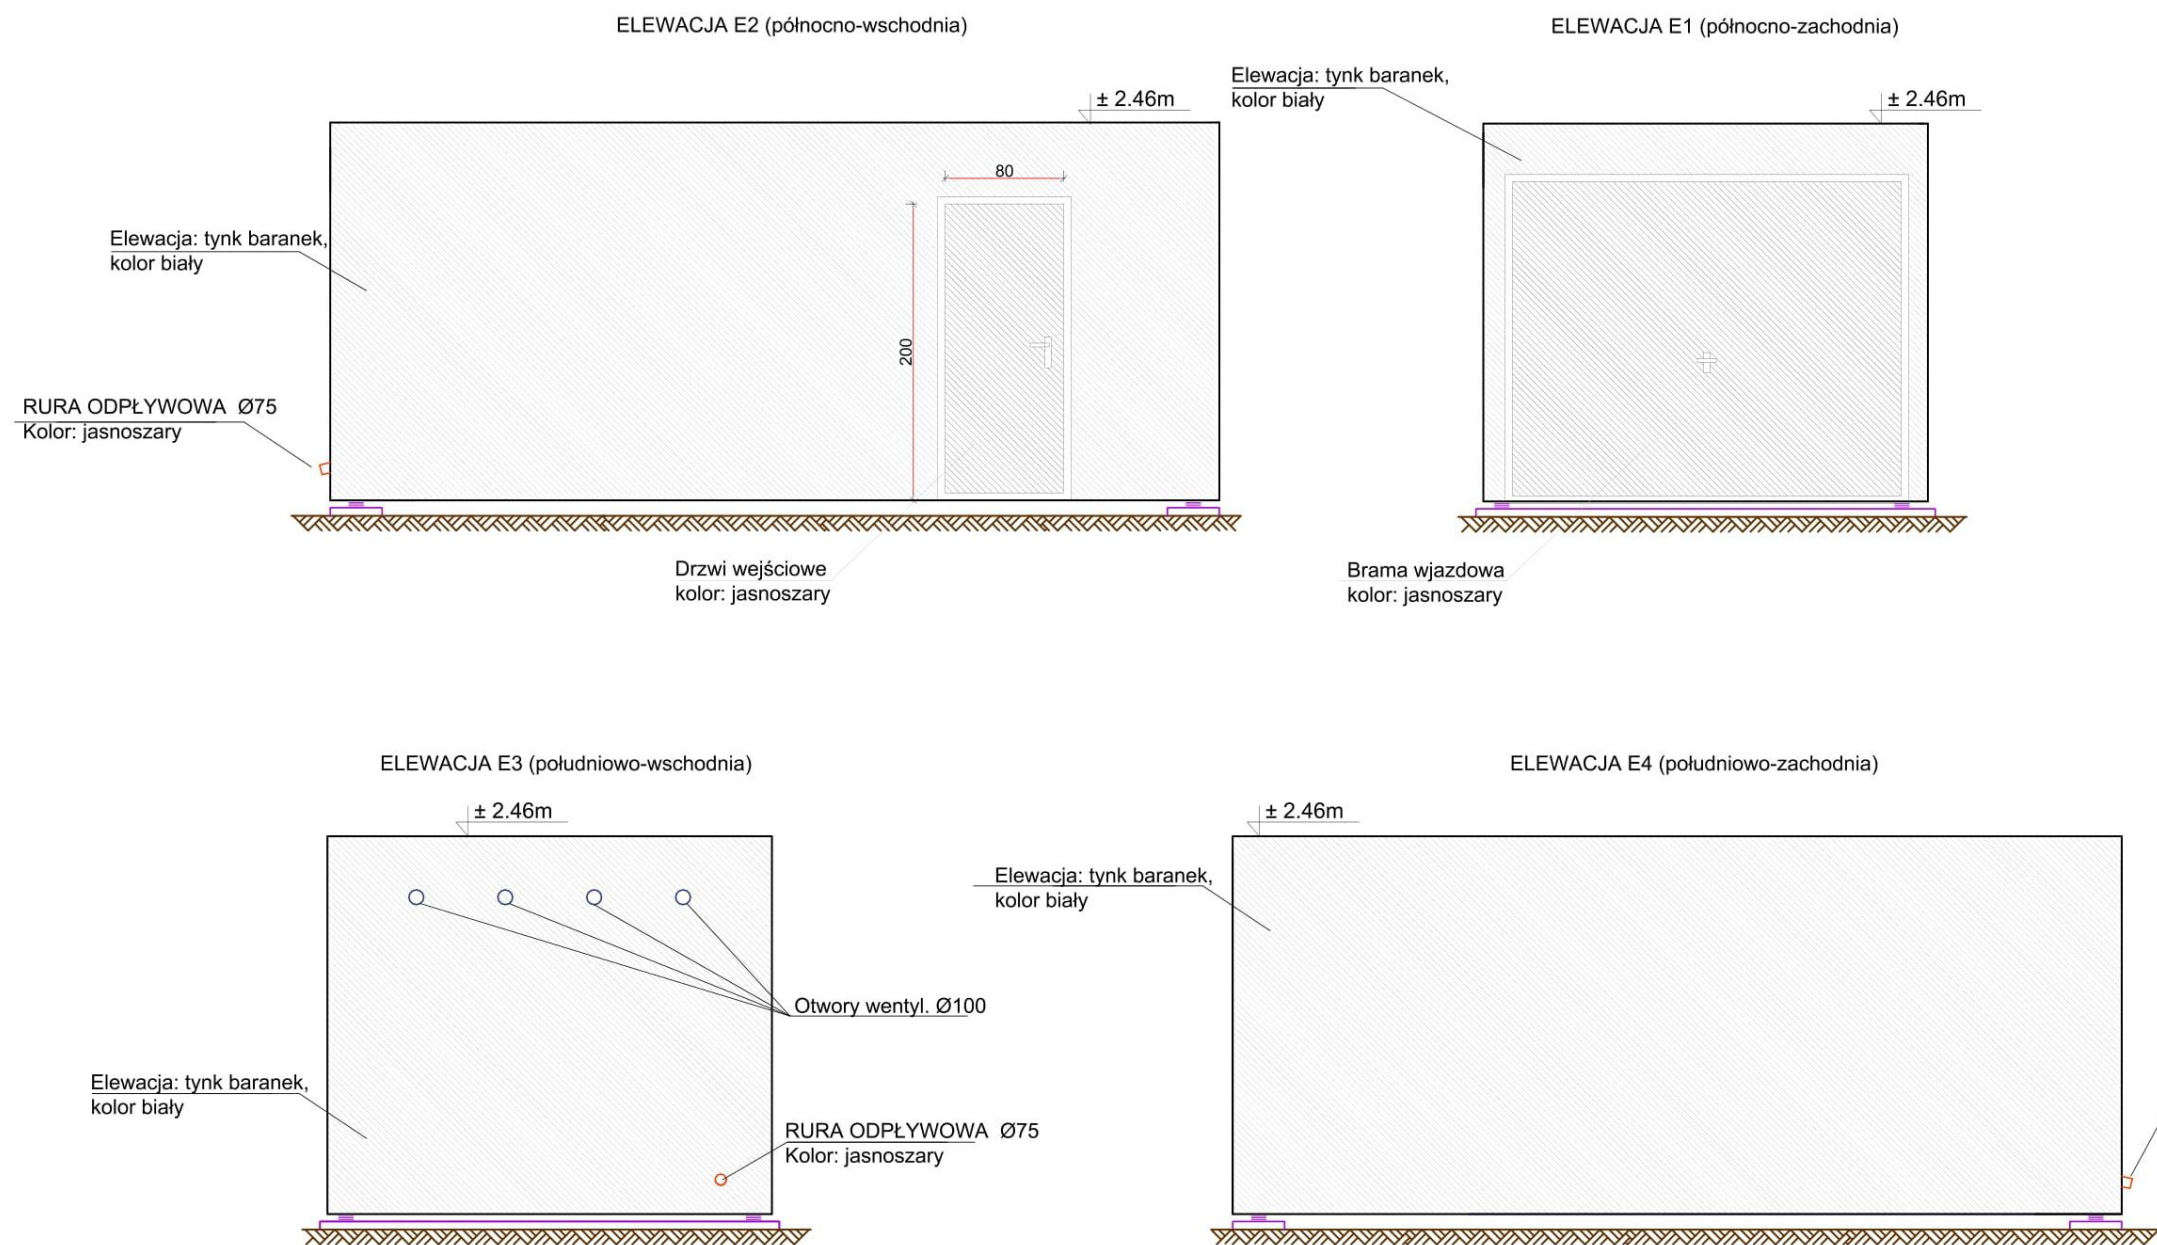 ELEWACJA E2 (północno-wschodnia)
± 2.46m
80
200
Elewacja: tynk baranek,
kolor biały
RURA ODPŁYWOWA Ø75
Kolor: jasnoszary
Drzwi wejściowe
kolor: jasnoszary
ELEWACJA E1 (północno-zachodnia)
Elewacja: tynk baranek,
kolor biały
± 2.46m
Brama wjazdowa
kolor: jasnoszary
ELEWACJA E3 (południowo-wschodnia)
± 2.46m
Otwory wentyl. Ø100
Elewacja: tynk baranek,
kolor biały
RURA ODPŁYWOWA Ø75
Kolor: jasnoszary
ELEWACJA E4 (południowo-zachodnia)
± 2.46m
Elewacja: tynk baranek,
kolor biały